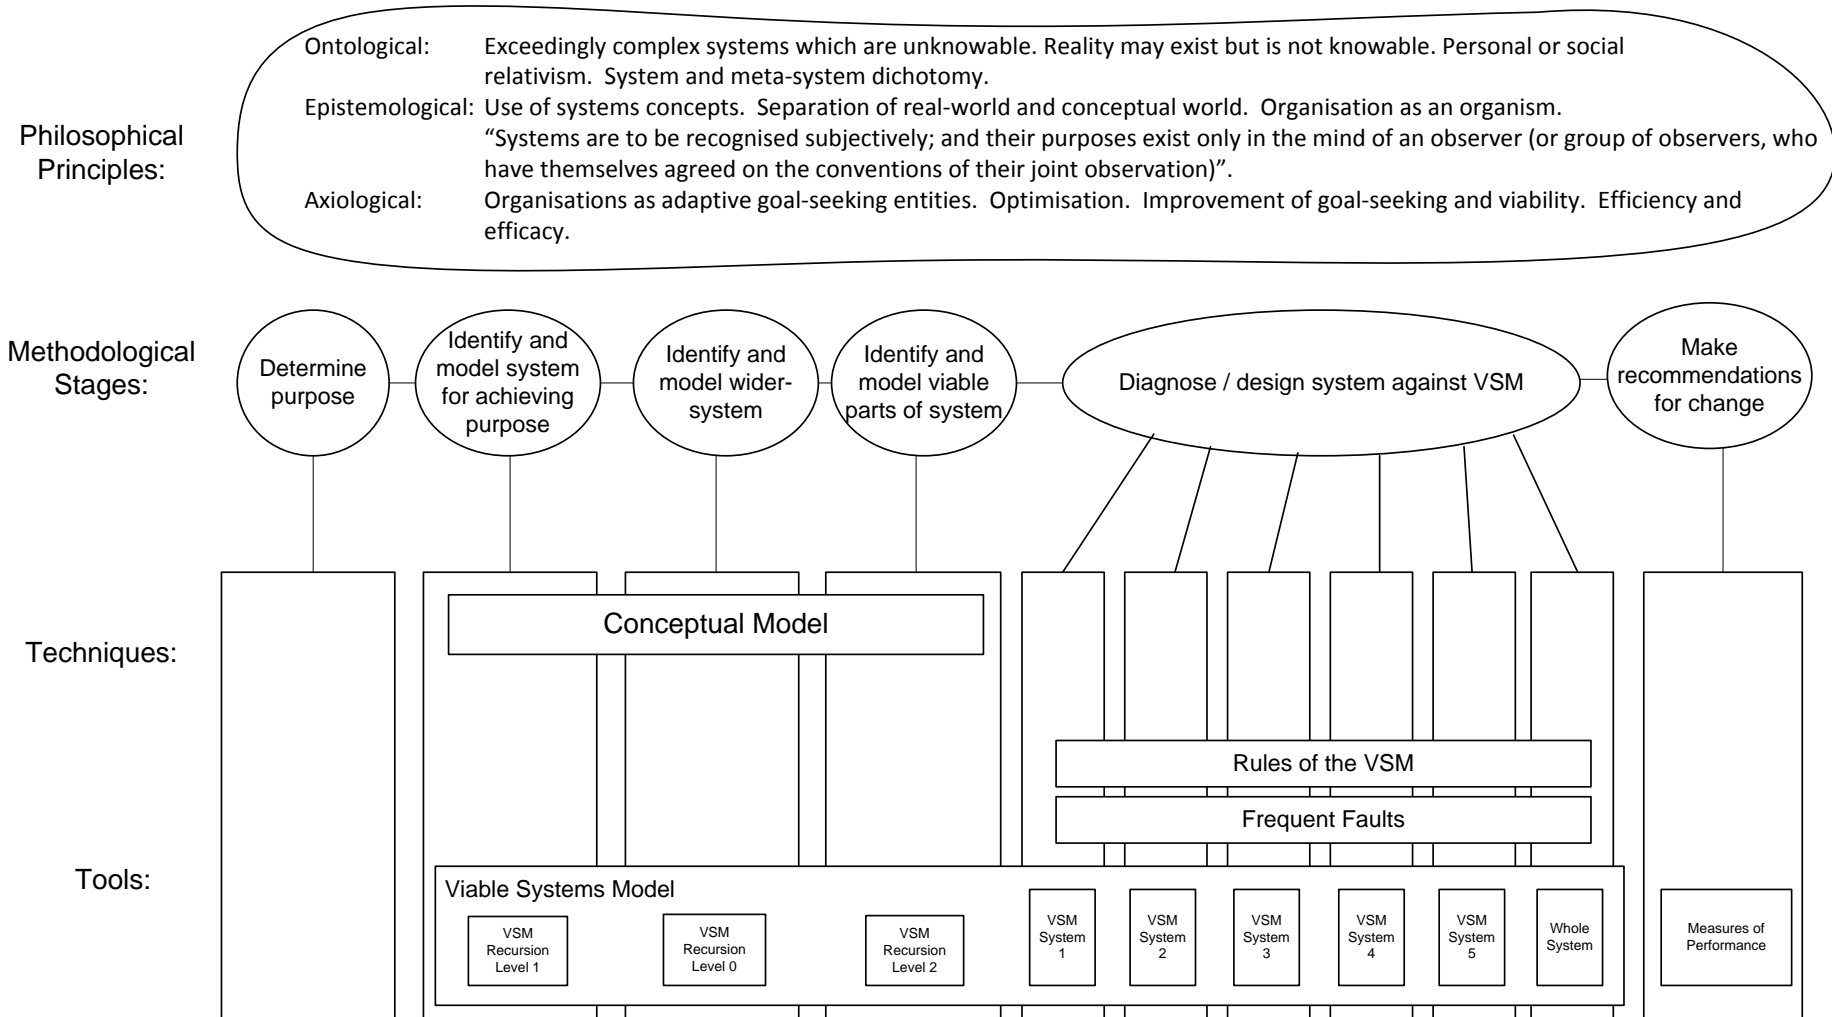 Philosophical
Principles:
Ontological: Exceedingly complex systems which are unknowable. Reality may exist but is not knowable. Personal or social
relativism. System and meta-system dichotomy.
Epistemological: Use of systems concepts. Separation of real-world and conceptual world. Organisation as an organism.
“Systems are to be recognised subjectively; and their purposes exist only in the mind of an observer (or group of observers, who
have themselves agreed on the conventions of their joint observation)”.
Axiological: Organisations as adaptive goal-seeking entities. Optimisation. Improvement of goal-seeking and viability. Efficiency and
efficacy.
Methodological
Stages:
Determine
purpose
Identify and
model system
for achieving
purpose
Identify and
model wider-
system
Identify and
model viable
parts of system
Diagnose / design system against VSM
Make
recommendations
for change
Techniques:
Conceptual Model
Rules of the VSM
Frequent Faults
Tools:
Viable Systems Model
VSM
Recursion
Level 1
VSM
Recursion
Level 0
VSM
Recursion
Level 2
VSM
System
1
VSM
System
2
VSM
System
3
VSM
System
4
VSM
System
5
Whole
System
Measures of
Performance